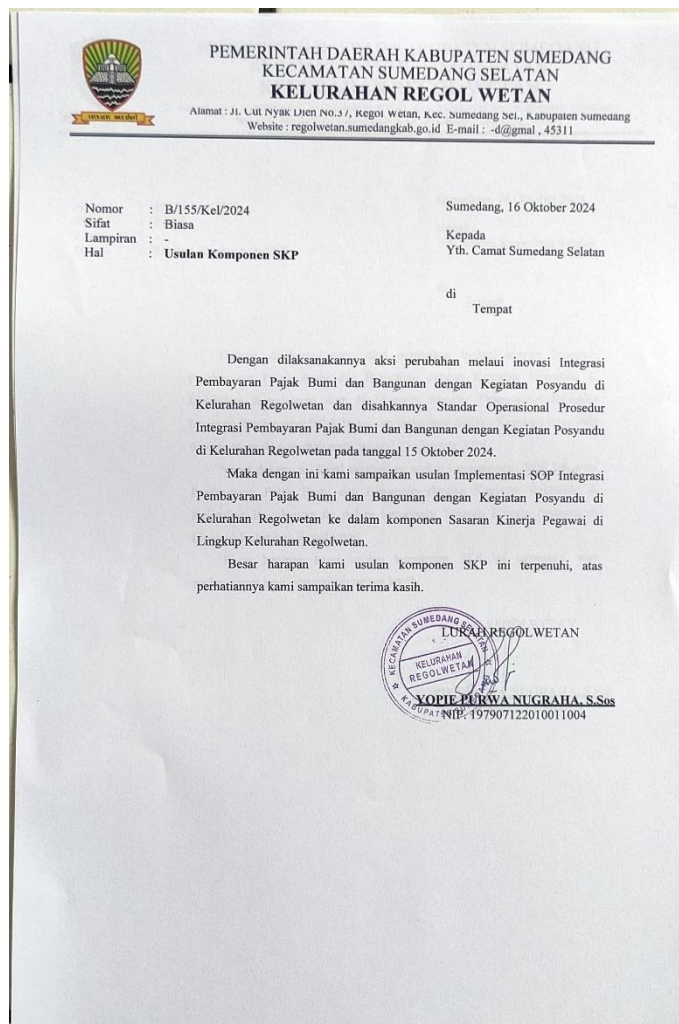 PEMERINTAH DAERAH KABUPATEN SUMEDANG
KECAMATAN SUMEDANG SELATAN
KELURAHAN REGOL WETAN
Alamat : Jl. Cut Nyak Dien No.37, Regol Wetan, Kec. Sumedang Sel., Kabupaten Sumedang
Website : regolwetan.sumedangkab.go.id E-mail : -d@gmal , 45311
insun medal
Nomor : B/155/Kel/2024
Sifat : Biasa
Lampiran : -
Hal : Usulan Komponen SKP
Sumedang, 16 Oktober 2024
Kepada
Yth. Camat Sumedang Selatan
di
Tempat
Dengan dilaksanakannya aksi perubahan melaui inovasi Integrasi
Pembayaran Pajak Bumi dan Bangunan dengan Kegiatan Posyandu di
Kelurahan Regolwetan dan disahkannya Standar Operasional Prosedur
Integrasi Pembayaran Pajak Bumi dan Bangunan dengan Kegiatan Posyandu
di Kelurahan Regolwetan pada tanggal 15 Oktober 2024.
Maka dengan ini kami sampaikan usulan Implementasi SOP Integrasi
Pembayaran Pajak Bumi dan Bangunan dengan Kegiatan Posyandu di
Kelurahan Regolwetan ke dalam komponen Sasaran Kinerja Pegawai di
Lingkup Kelurahan Regolwetan.
Besar harapan kami usulan komponen SKP ini terpenuhi, atas
perhatiannya kami sampaikan terima kasih.
LURAH REGOLWETAN
KECAMATAN SUMEDANG SELATAN
KELURAHAN
REGOLWETAN
KABUPATEN SUMEDANG
YOPIE PURWA NUGRAHA, S.Sos
NIP. 197907122010011004